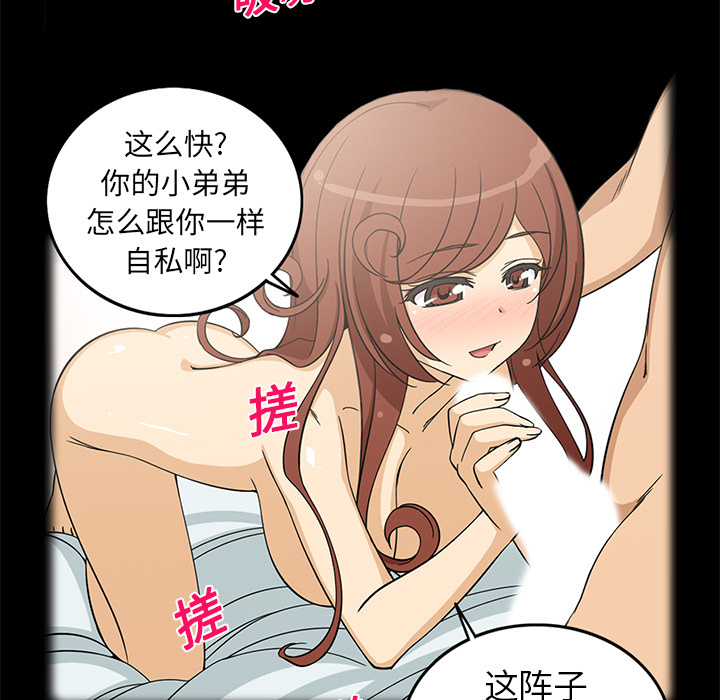 这么快?
你的小弟弟
怎么跟你一样
自私啊?
搓
搓
这阵子